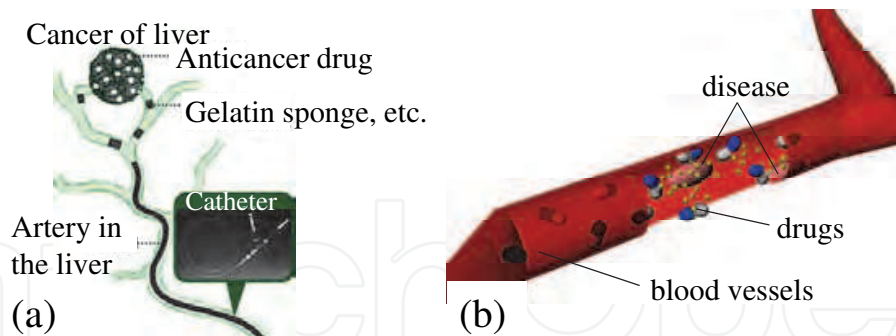 Cancer of liver
Anticancer drug
Gelatin sponge, etc.
Catheter
Artery in
the liver
(a)
disease
drugs
blood vessels
(b)